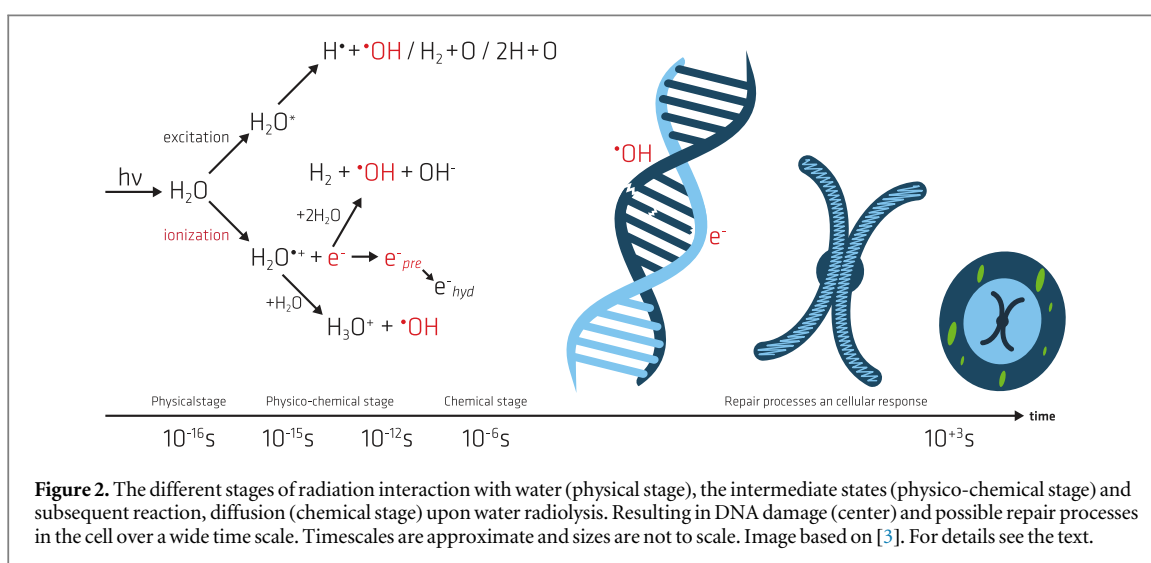 H• + •OH / H₂ + O / 2H + O
H₂O*
excitation
•OH
hν
H₂ + •OH + OH⁻
H₂O
+2H₂O
ionization
e⁻
H₂O•⁺ + e⁻
e⁻pre
e⁻hyd
+H₂O
H₃O⁺ + •OH
Physicalstage
Physico-chemical stage
Chemical stage
Repair processes an cellular response
time
10⁻¹⁶s
10⁻¹⁵s
10⁻¹²s
10⁻⁶s
10⁺³s
Figure 2. The different stages of radiation interaction with water (physical stage), the intermediate states (physico-chemical stage) and
subsequent reaction, diffusion (chemical stage) upon water radiolysis. Resulting in DNA damage (center) and possible repair processes
in the cell over a wide time scale. Timescales are approximate and sizes are not to scale. Image based on [3]. For details see the text.